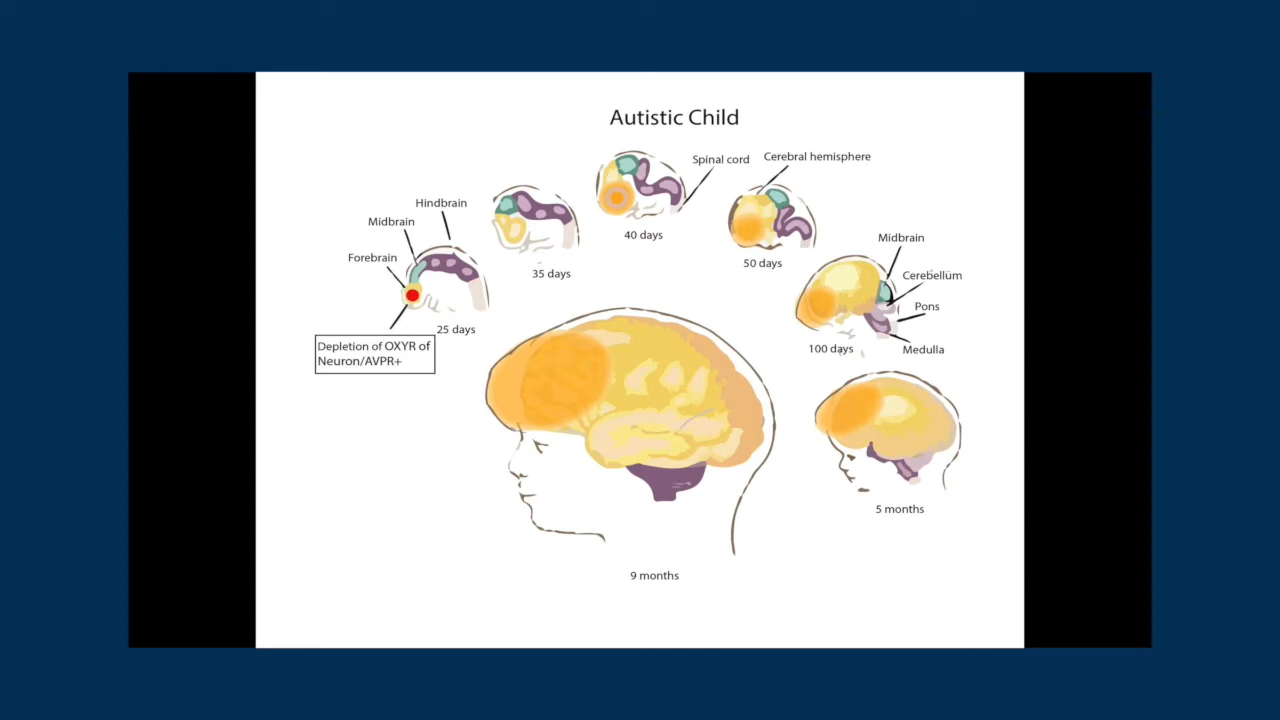 Autistic Child
Spinal cord
Cerebral hemisphere
Hindbrain
Midbrain
Forebrain
25 days
Depletion of OXYR of
Neuron/AVPR+
35 days
40 days
50 days
Midbrain
Cerebellum
Pons
Medulla
100 days
5 months
9 months